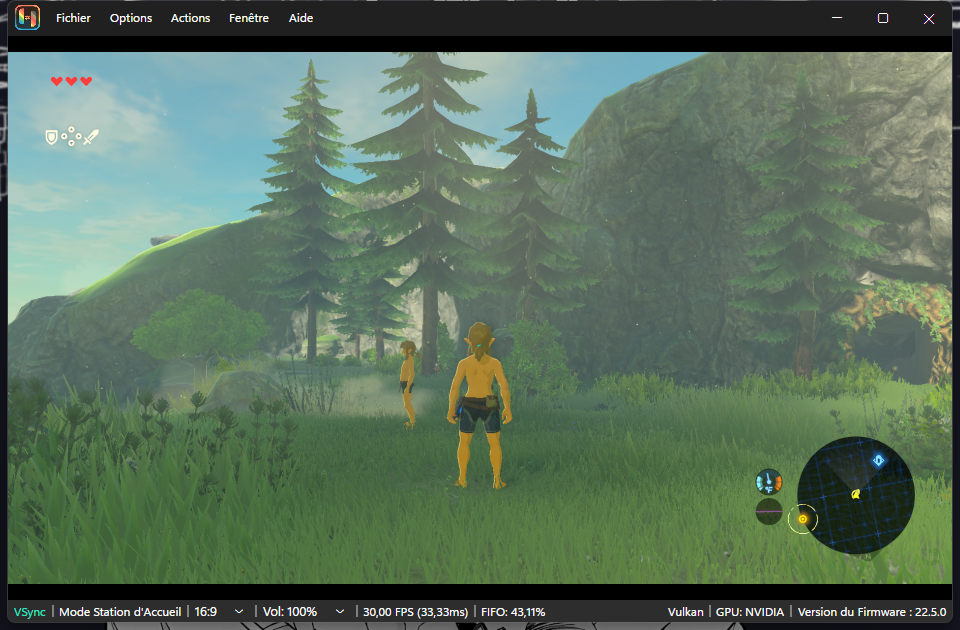 Fichier Options Actions Fenêtre Aide
°F
VSync | Mode Station d'Accueil | 16:9 | Vol: 100% | 30,00 FPS (33,33ms) | FIFO: 43,11% Vulkan | GPU: NVIDIA | Version du Firmware : 22.5.0